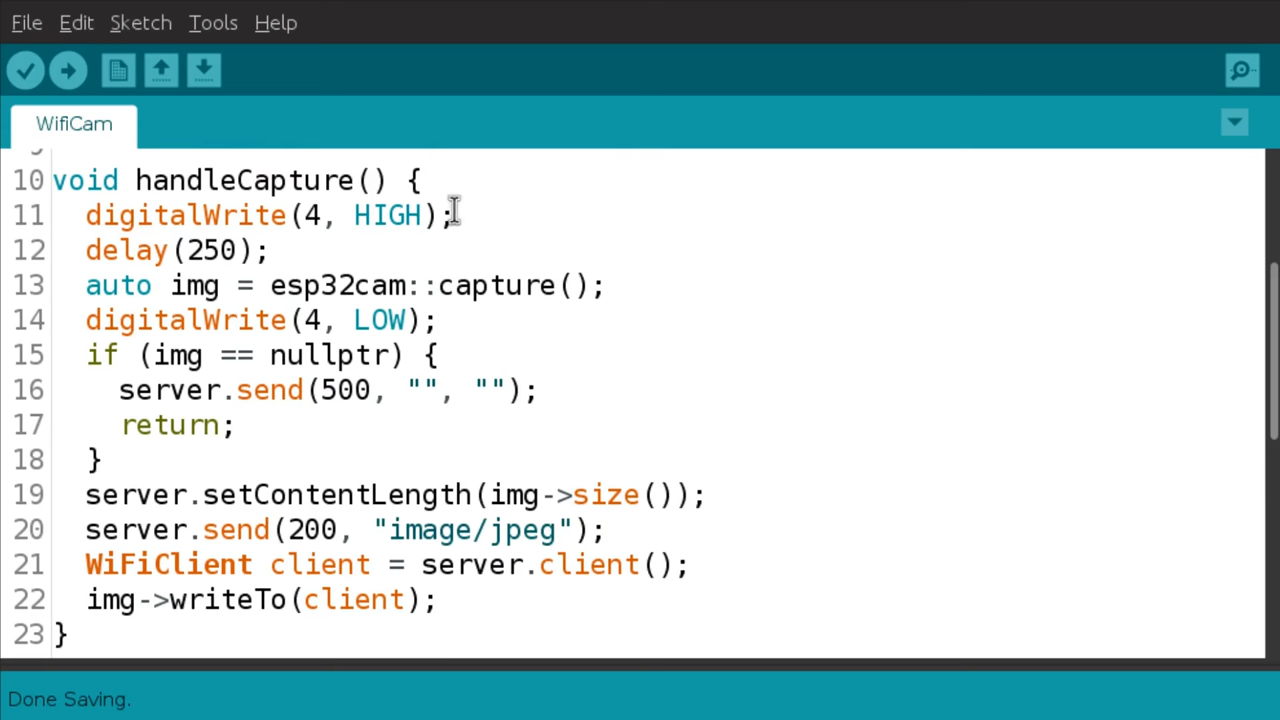 File Edit Sketch Tools Help
WifiCam
10 void handleCapture() {
11 digitalWrite(4, HIGH);
12 delay(250);
13 auto img = esp32cam::capture();
14 digitalWrite(4, LOW);
15 if (img == nullptr) {
16 server.send(500, "", "");
17 return;
18 }
19 server.setContentLength(img->size());
20 server.send(200, "image/jpeg");
21 WiFiClient client = server.client();
22 img->writeTo(client);
23 }
Done Saving.